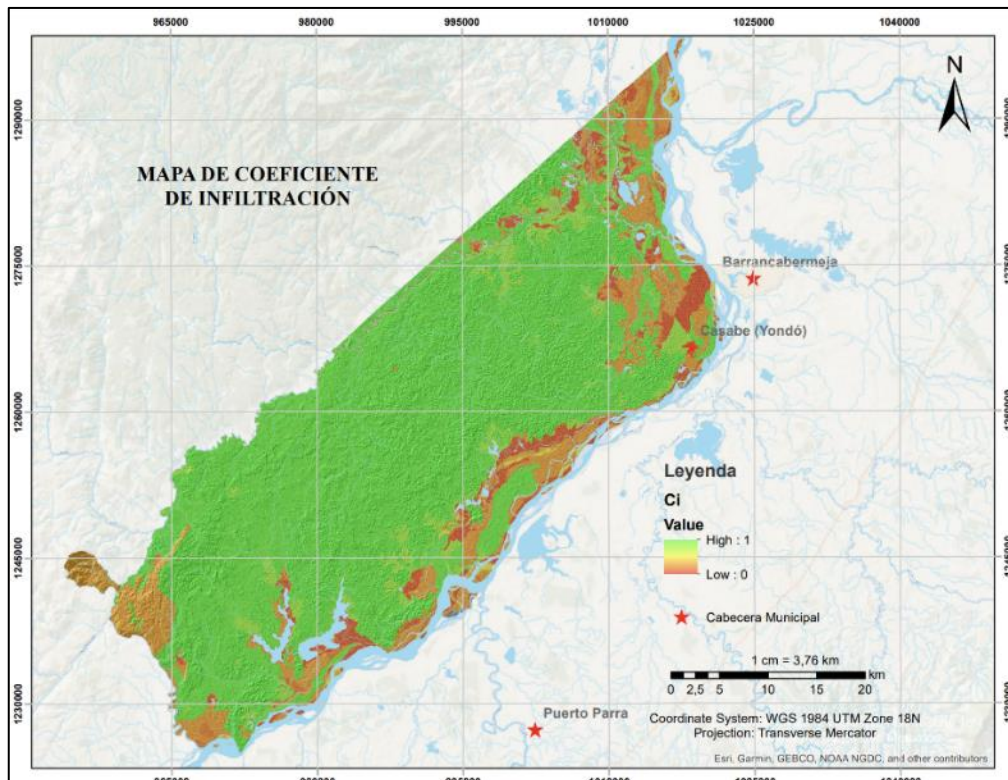 965000 980000 995000 1010000 1025000 1040000
N
MAPA DE COEFICIENTE
DE INFILTRACIÓN
1290000
1275000
1275000
Barrancabermeja
Casabe (Yondó)
1260000
1260000
Leyenda
Ci
Value
High : 1
Low : 0
1245000
1245000
Cabecera Municipal
1 cm = 3,76 km
km
0 2,5 5 10 15 20
1230000
Puerto Parra
Coordinate System: WGS 1984 UTM Zone 18N
Projection: Transverse Mercator
Esri, Garmin, GEBCO, NOAA NGDC, and other contributors